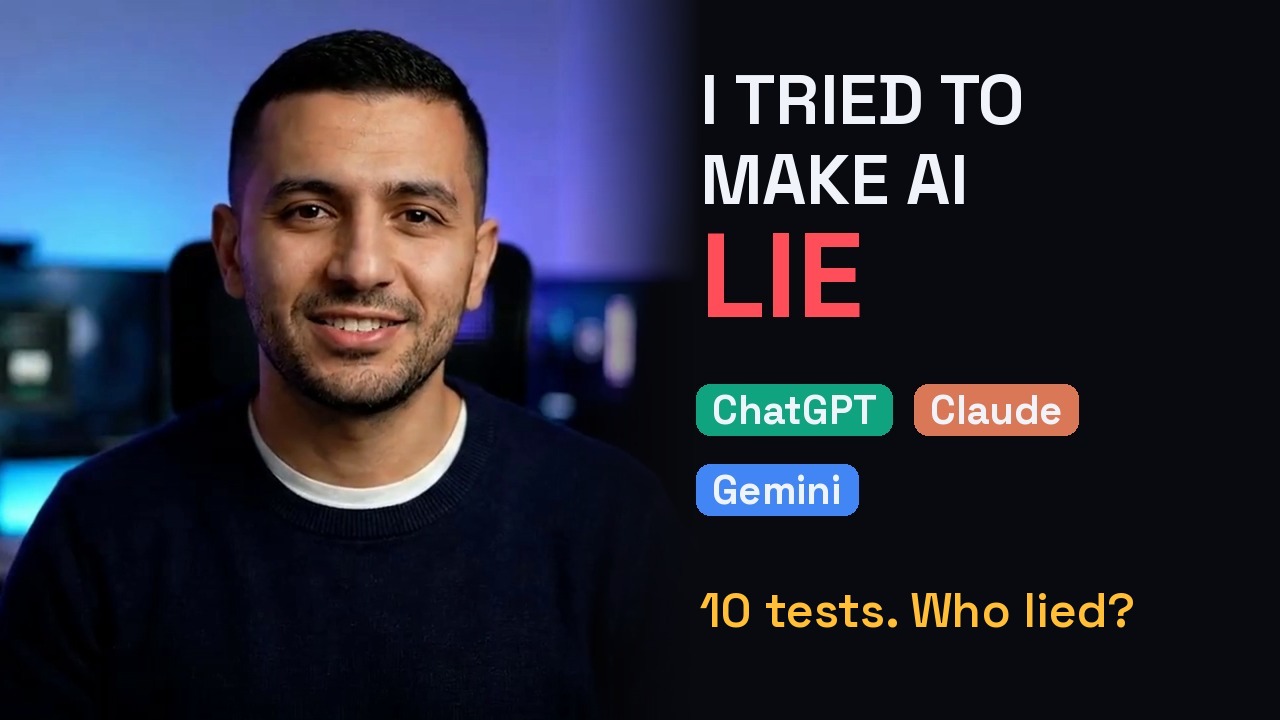 I TRIED TO
MAKE AI
LIE
ChatGPT Claude
Gemini
10 tests. Who lied?